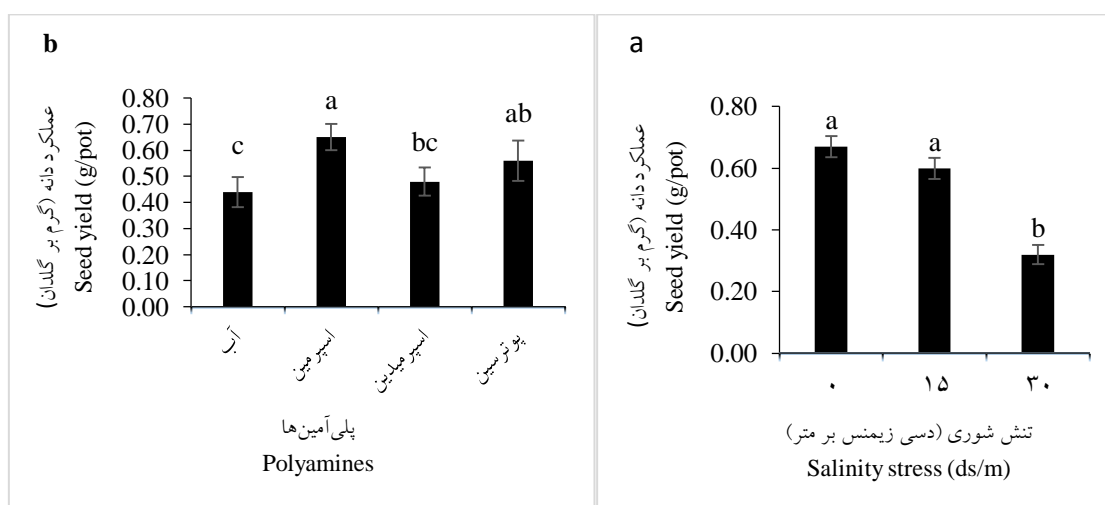 b
عملکرد دانه (گرم بر گلدان)
Seed yield (g/pot)
0.80
0.70
0.60
0.50
0.40
0.30
0.20
0.10
0.00
c
a
bc
ab
آب
اسپرمین
اسپرمیدین
پوترسین
پلی‌آمین‌ها
Polyamines
a
عملکرد دانه (گرم بر گلدان)
Seed yield (g/pot)
0.80
0.60
0.40
0.20
0.00
a
a
b
۰
۱۵
۳۰
تنش شوری (دسی زیمنس بر متر)
Salinity stress (ds/m)